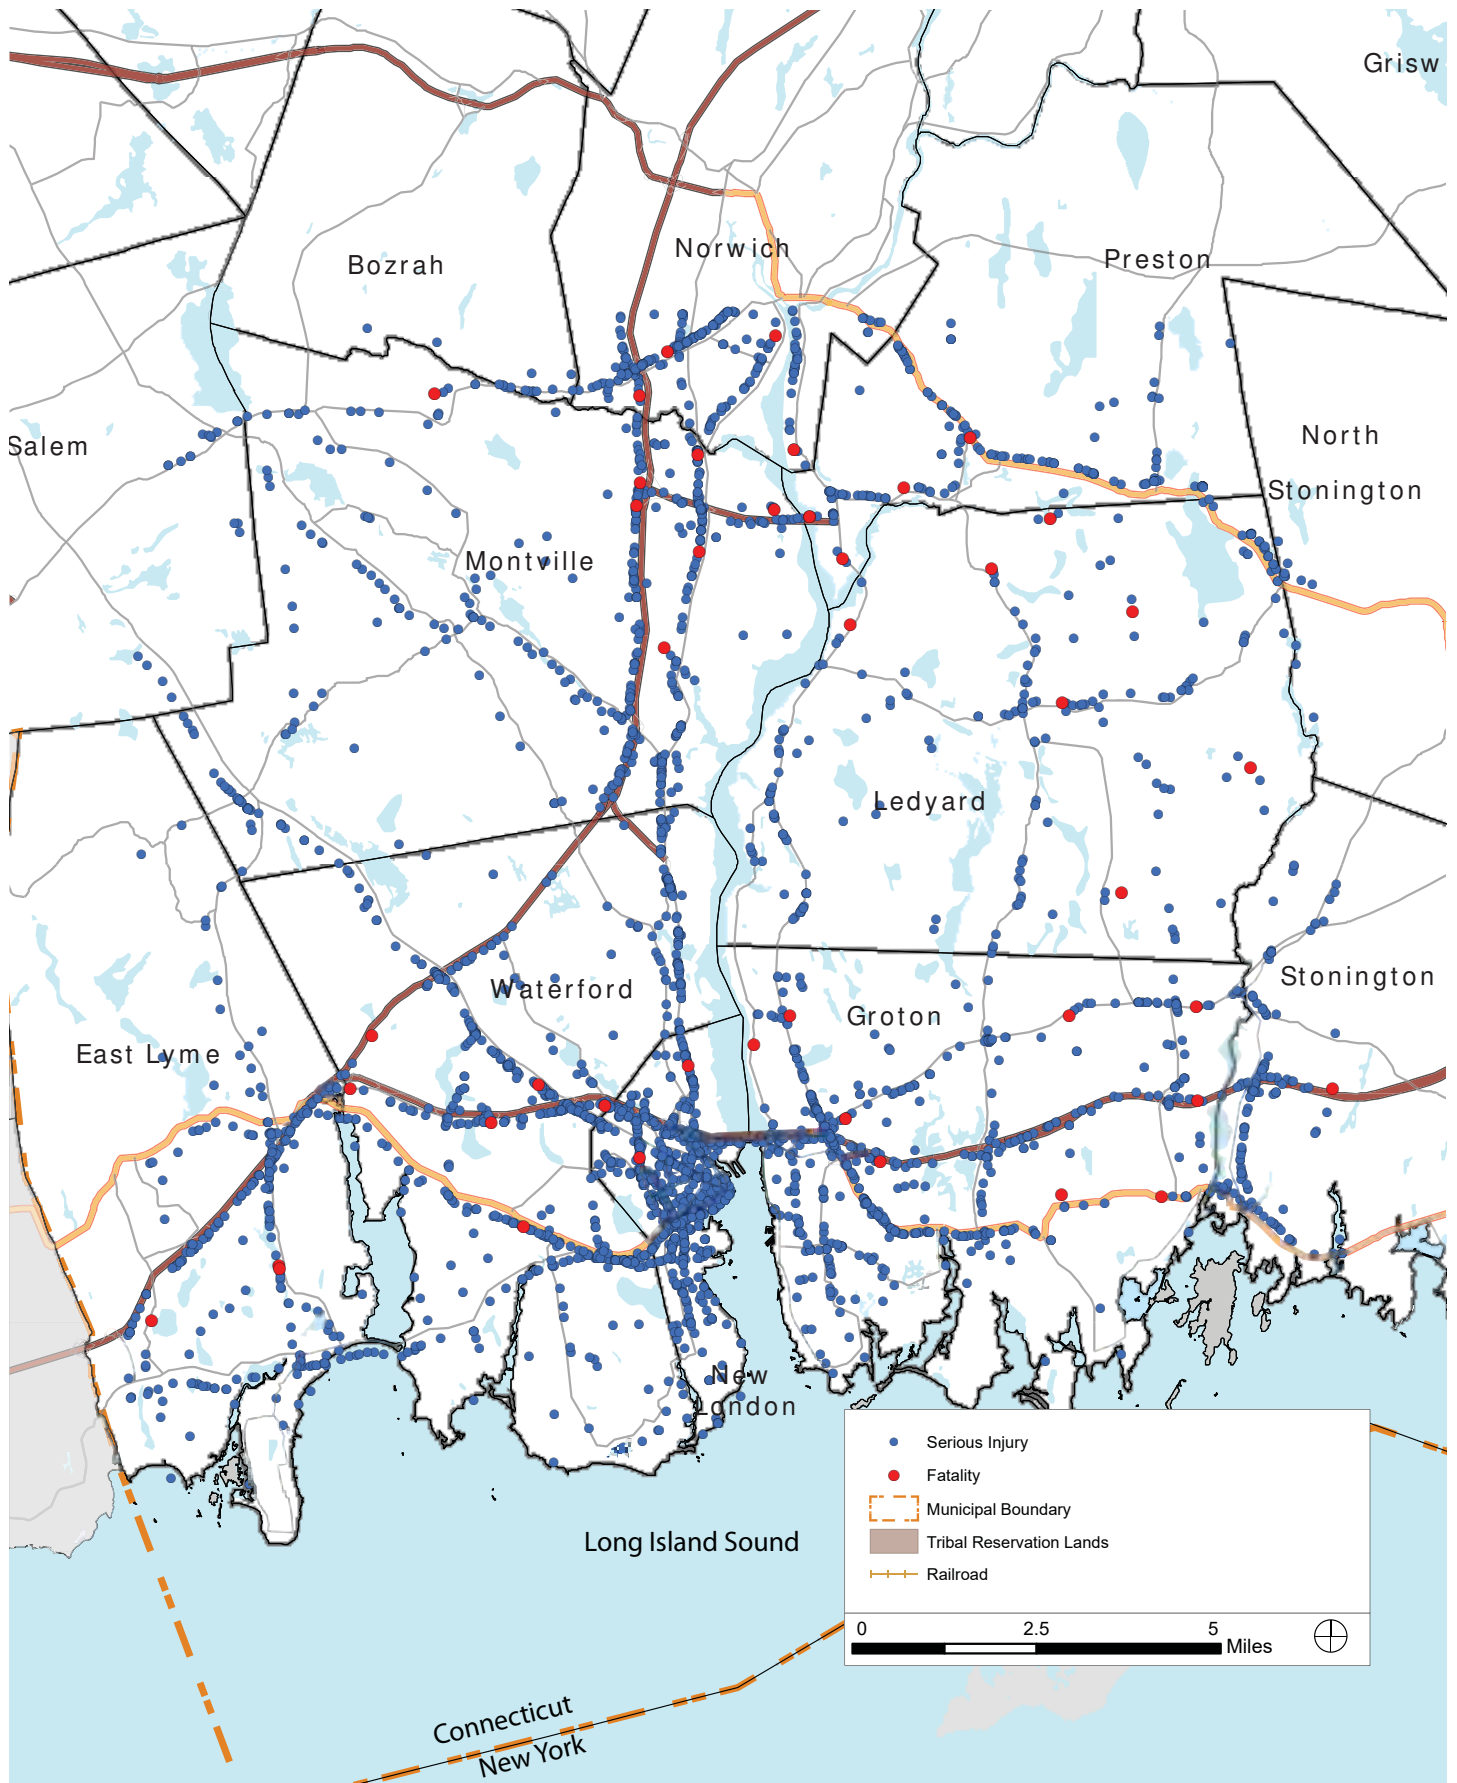 Grisw
Norwich
Bozrah
Preston
Salem
North
Stonington
Montville
Ledyard
Stonington
Waterford
Groton
East Lyme
New
London
Serious Injury
Fatality
Municipal Boundary
Tribal Reservation Lands
Railroad
Long Island Sound
0 2.5 5
Miles
Connecticut
New York